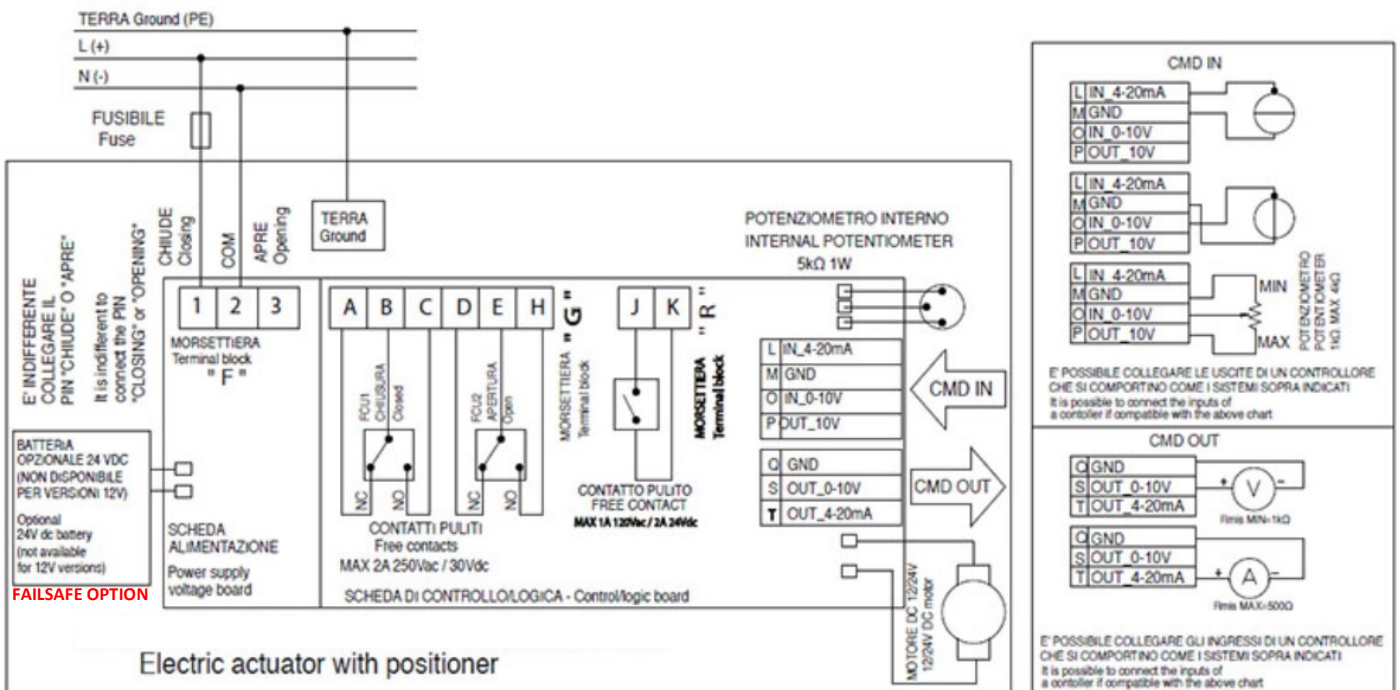 TERRA Ground (PE)
L (+)
N (-)
FUSIBILE
Fuse
E' INDIFFERENTE
COLLEGARE IL
PIN "CHIUDE" O "APRE"
It is indifferent to
connect the PIN
"CLOSING" or "OPENING"
CHIUDE
Closing
COM
APRE
Opening
TERRA
Ground
1 2 3
MORSETTIERA
Terminal block
"F"
BATTERIA
OPZIONALE 24 VDC
(NON DISPONIBILE
PER VERSIONI 12V)
Optional
24V dc battery
(not available
for 12V versions)
FAILSAFE OPTION
SCHEDA
ALIMENTAZIONE
Power supply
voltage board
A B C D E H
"G"
MORSETTIERA
Terminal block
FCU1
CHIUSURA
Closed
FCU2
APERTURA
Open
NC
NO
NC
NO
CONTATTI PULITI
Free contacts
MAX 2A 250Vac / 30Vdc
J K
"R"
MORSETTIERA
Terminal block
CONTATTO PULITO
FREE CONTACT
MAX 1A 120Vac / 2A 24Vdc
SCHEDA DI CONTROLLO/LOGICA - Control/logic board
POTENZIOMETRO INTERNO
INTERNAL POTENTIOMETER
5kΩ 1W
L IN_4-20mA
M GND
O IN_0-10V
P OUT_10V
CMD IN
Q GND
S OUT_0-10V
T OUT_4-20mA
CMD OUT
MOTORE DC 12/24V
12/24V DC motor
Electric actuator with positioner
CMD IN
L IN_4-20mA
M GND
O IN_0-10V
P OUT_10V
L IN_4-20mA
M GND
O IN_0-10V
P OUT_10V
L IN_4-20mA
M GND
O IN_0-10V
P OUT_10V
MIN
MAX
POTENZIOMETRO
POTENTIOMETER
1kΩ MAX 4kΩ
E' POSSIBILE COLLEGARE LE USCITE DI UN CONTROLLORE
CHE SI COMPORTINO COME I SISTEMI SOPRA INDICATI
It is possible to connect the inputs of
a contoller if compatible with the above chart
CMD OUT
Q GND
S OUT_0-10V
T OUT_4-20mA
+ V -
Rmis MIN=1kΩ
Q GND
S OUT_0-10V
T OUT_4-20mA
+ A -
Rmis MAX=500Ω
E' POSSIBILE COLLEGARE GLI INGRESSI DI UN CONTROLLORE
CHE SI COMPORTINO COME I SISTEMI SOPRA INDICATI
It is possible to connect the inputs of
a contoller if compatible with the above chart